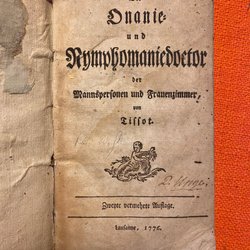 Onanie-
und
Nymphomaniedoctor
der
Mannspersonen und Frauenzimmer,
von
Tissot.
Zweyte vermehrte Auflage.
Lausanne, 1776.